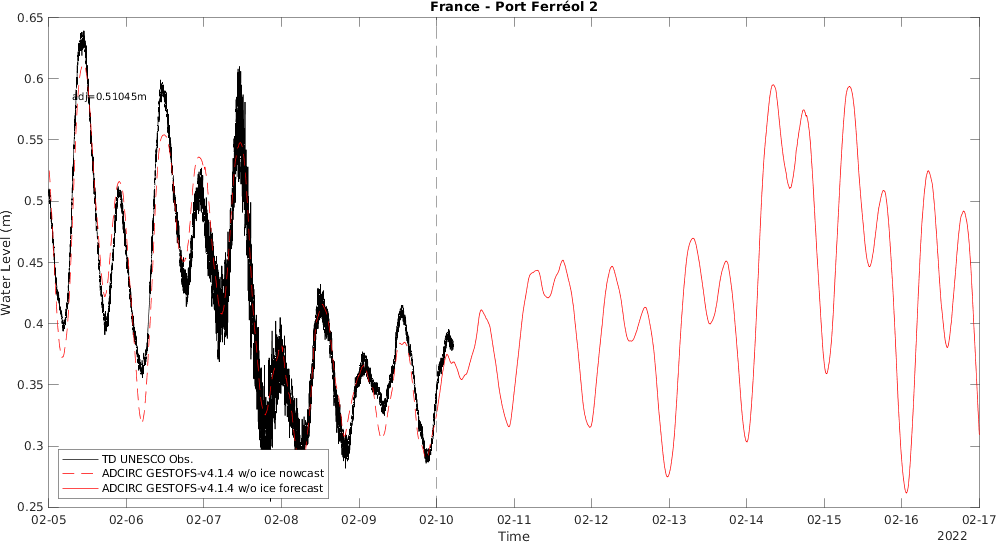 France - Port Ferréol 2
0.65
0.6
0.55
0.5
0.45
0.4
0.35
0.3
0.25
Water Level (m)
adj=0.51045m
TD UNESCO Obs.
ADCIRC GESTOFS-v4.1.4 w/o ice nowcast
ADCIRC GESTOFS-v4.1.4 w/o ice forecast
02-05 02-06 02-07 02-08 02-09 02-10 02-11 02-12 02-13 02-14 02-15 02-16 02-17
Time
2022